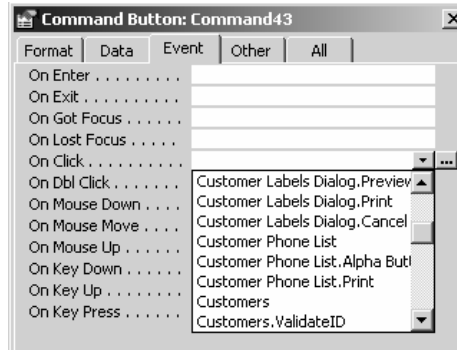 Command Button: Command43
Format Data Event Other All
On Enter . . . . . . . . .
On Exit . . . . . . . . . .
On Got Focus . . . . . .
On Lost Focus . . . . .
On Click . . . . . . . . . ...
On Dbl Click . . . . . . . Customer Labels Dialog.Preview
On Mouse Down . . . . Customer Labels Dialog.Print
On Mouse Move . . . . Customer Labels Dialog.Cancel
On Mouse Up . . . . . . Customer Phone List
On Key Down . . . . . . Customer Phone List.Alpha Butt
On Key Up . . . . . . . . Customer Phone List.Print
On Key Press . . . . . . Customers
Customers.ValidateID